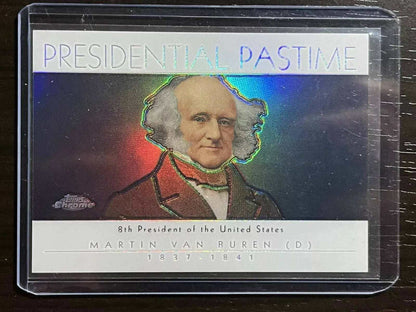 PRESIDENTIAL PASTIME
Topps
Chrome
8th President of the United States
MARTIN VAN BUREN (D)
1837-1841